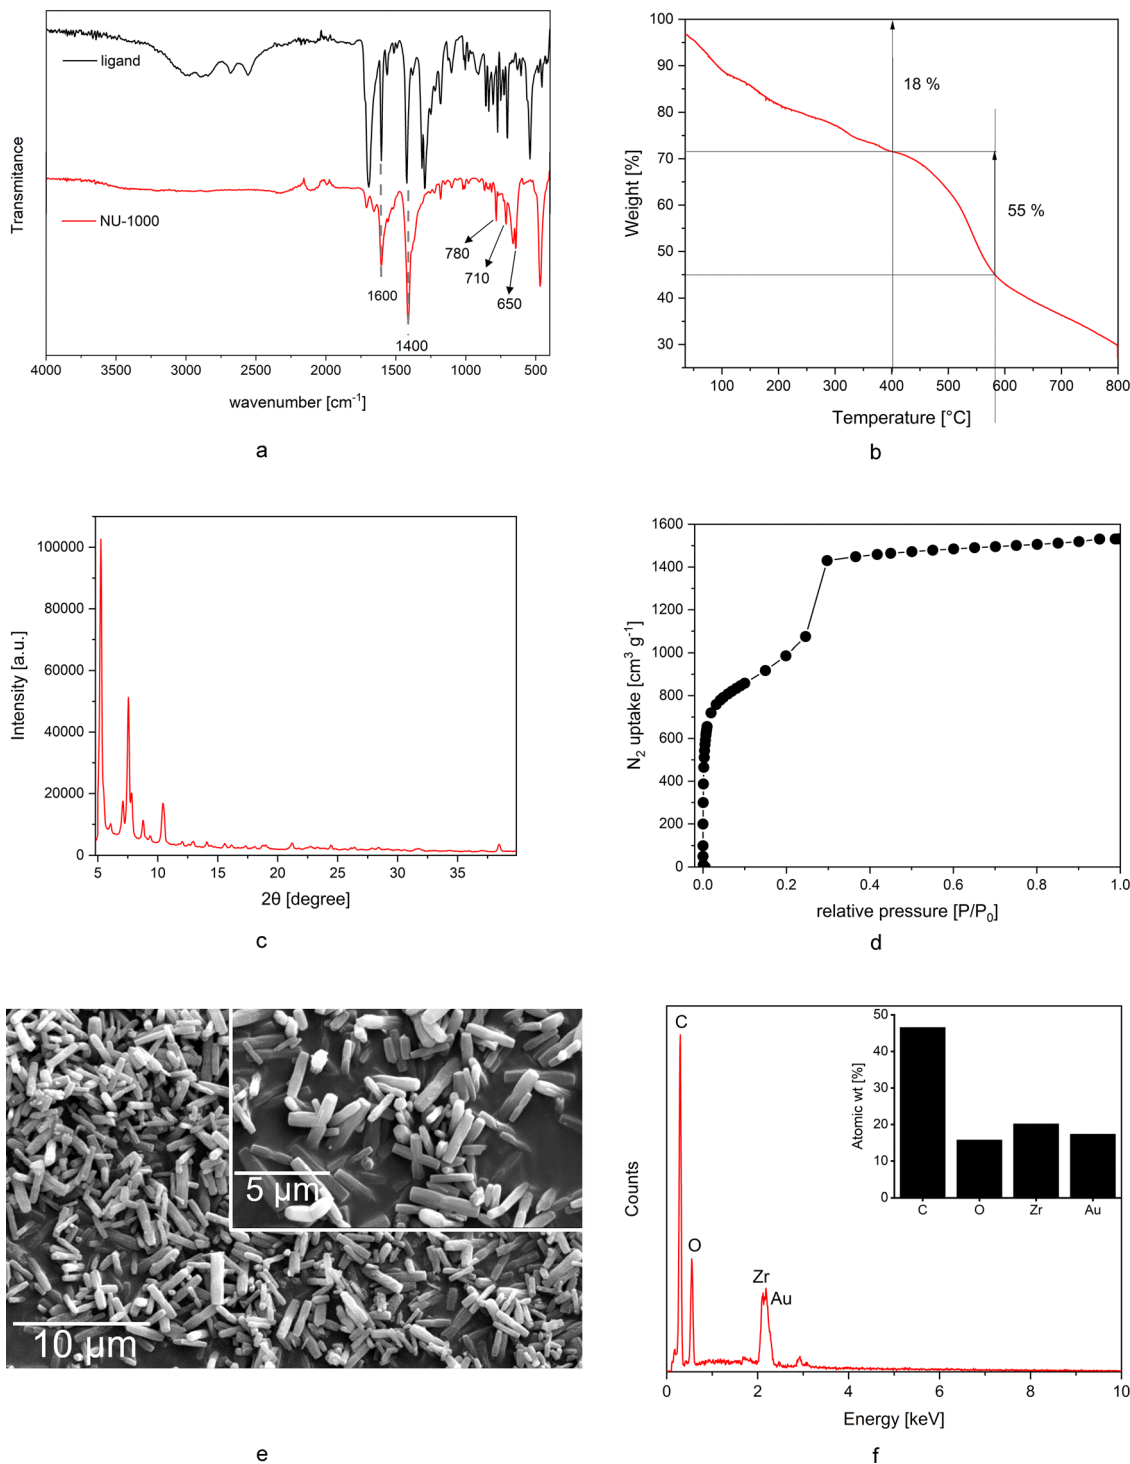 ligand
NU-1000
780
710
650
1600
1400
Transmitance
4000 3500 3000 2500 2000 1500 1000 500
wavenumber [cm-1]
a
100
90
80
70
60
50
40
30
18 %
55 %
Weight [%]
100 200 300 400 500 600 700 800
Temperature [°C]
b
100000
80000
60000
40000
20000
0
Intensity [a.u.]
5 10 15 20 25 30 35
2θ [degree]
c
1600
1400
1200
1000
800
600
400
200
0
N2 uptake [cm3 g-1]
0.0 0.2 0.4 0.6 0.8 1.0
relative pressure [P/P0]
d
5 μm
10 μm
e
C
O
Zr
Au
Counts
0 2 4 6 8 10
Energy [keV]
50
40
30
20
10
0
Atomic wt [%]
C O Zr Au
f